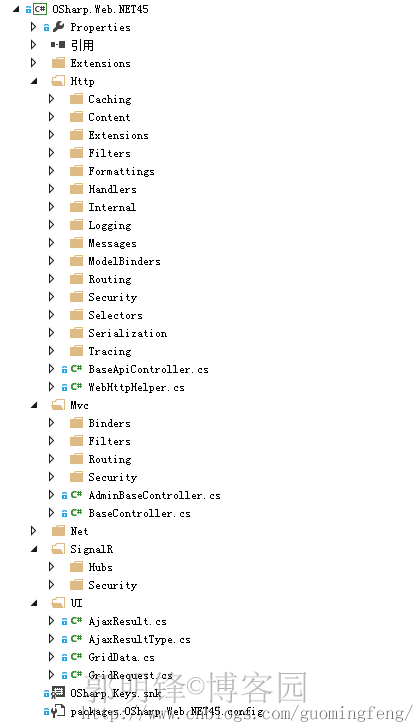 OSharp.Web.NET45
Properties
引用
Extensions
Http
Caching
Content
Extensions
Filters
Formattings
Handlers
Internal
Logging
Messages
ModelBinders
Routing
Security
Selectors
Serialization
Tracing
BaseApiController.cs
WebHttpHelper.cs
Mvc
Binders
Filters
Routing
Security
AdminBaseController.cs
BaseController.cs
Net
SignalR
Hubs
Security
UI
AjaxResult.cs
AjaxResultType.cs
GridData.cs
GridRequest.cs
OSharp.Keys.snk
packages.OSharp.Web.NET45.config
郭明锋©博客园
http://www.cnblogs.com/guomingfeng/